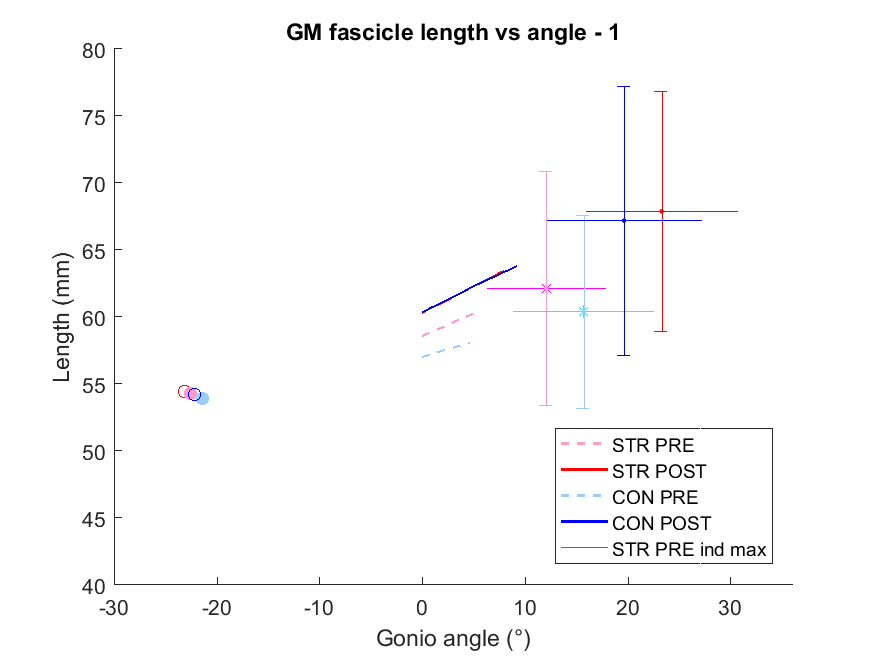 GM fascicle length vs angle - 1
80
75
70
65
60
55
50
45
40
Length (mm)
-30
-20
-10
0
10
20
30
Gonio angle (°)
STR PRE
STR POST
CON PRE
CON POST
STR PRE ind max